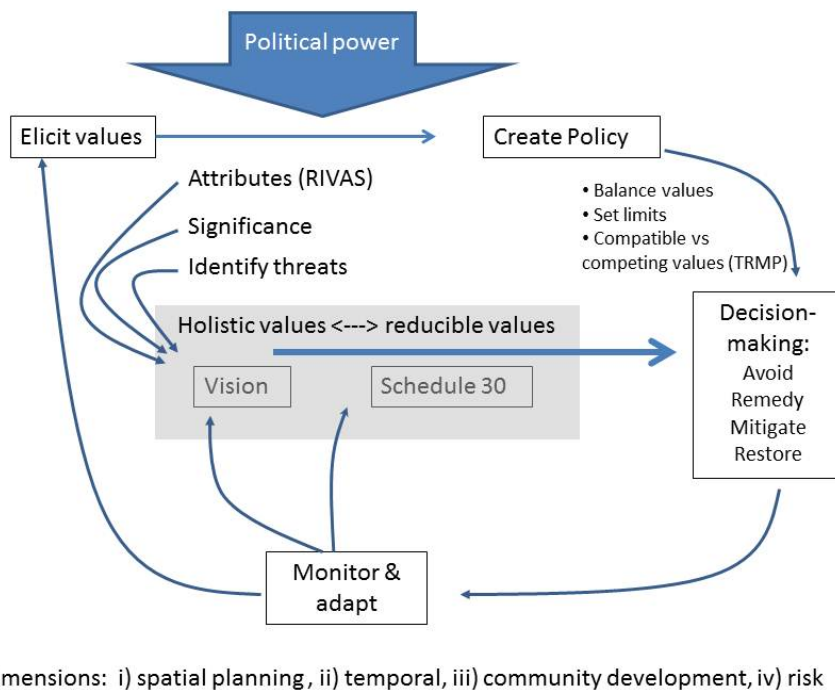 Political power
Elicit values
Create Policy
Attributes (RIVAS)
Significance
Identify threats
• Balance values
• Set limits
• Compatible vs
competing values (TRMP)
Holistic values <---> reducible values
Vision
Schedule 30
Decision-
making:
Avoid
Remedy
Mitigate
Restore
Monitor &
adapt
mensions: i) spatial planning, ii) temporal, iii) community development, iv) risk